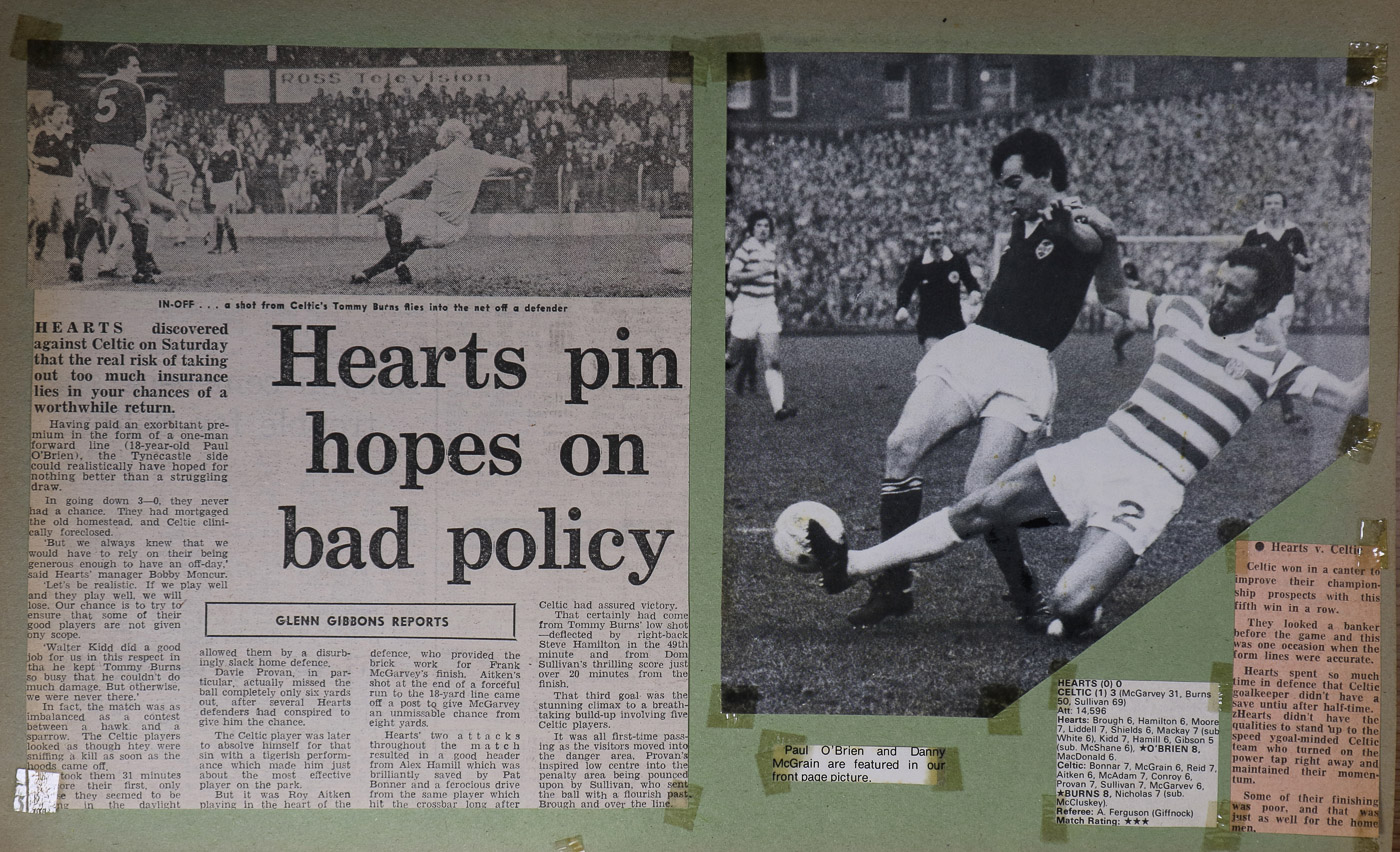 5
ROSS Television
IN-OFF . . . a shot from Celtic's Tommy Burns flies into the net off a defender
Hearts pin
hopes on
bad policy
GLENN GIBBONS REPORTS
HEARTS discovered
against Celtic on Saturday
that the real risk of taking
out too much insurance
lies in your chances of a
worthwhile return.
Having paid an exorbitant pre-
mium in the form of a one-man
forward line (18-year-old Paul
O'Brien), the Tynecastle side
could realistically have hoped for
nothing better than a struggling
draw.
In going down 3—0, they never
had a chance. They had mortgaged
the old homestead, and Celtic clini-
cally foreclosed.
'But we always knew that we
would have to rely on their being
generous enough to have an off-day,'
said Hearts' manager Bobby Moncur.
'Let's be realistic. If we play well
and they play well, we will
lose. Our chance is to try to
ensure that some of their
good players are not given
ony scope.
'Walter Kidd did a good
job for us in this respect in
tha he kept Tommy Burns
so busy that he couldn't do
much damage. But otherwise,
we were never there.'
In fact, the match was as
imbalanced as a contest
between a hawk and a
sparrow. The Celtic players
looked as though htey were
sniffing a kill as soon as the
hoods came off.
took them 31 minutes
ore their first, only
e they seemed to be
ng in the daylight
allowed them by a disturb-
ingly slack home defence.
Davie Provan, in par-
ticular, actually missed the
ball completely only six yards
out, after several Hearts
defenders had conspired to
give him the chance.
The Celtic player was later
to absolve himself for that
sin with a tigerish perform-
ance which made him just
about the most effective
player on the park.
But it was Roy Aitken
playing in the heart of the
defence, who provided the
brick work for Frank
McGarvey's finish. Aitken's
start at the end of a forceful
run to the 18-yard line came
off a post to give McGarvey
an unmissable chance from
eight yards.
Hearts' two attacks
throughout the match
resulted in a good header
from Alex Hamill which was
brilliantly saved by Pat
Bonner and a ferocious drive
from the same player which
hit the crossbar long after
Celtic had assured victory.
That certainly had come
from Tommy Burns' low shot
—deflected by right-back
Steve Hamilton in the 49th
minute and from Dom
Sullivan's thrilling score just
over 20 minutes from the
finish.
That third goal was the
stunning climax to a breath-
taking build-up involving five
Celtic players.
It was all first-time pass-
ing as the visitors moved into
the danger area, Provan's
inspired low centre into the
penalty area being pounced
upon by Sullivan, who sent
the ball with a flourish past
Brough and over the line.
2
Paul O'Brien and Danny
McGrain are featured in our
front page picture.
HEARTS (0) 0
CELTIC (1) 3 (McGarvey 31, Burns
50, Sullivan 69)
Att: 14,596
Hearts: Brough 6, Hamilton 6, Moore
7, Liddell 7, Shields 6, Mackay 7 (sub
White 6), Kidd 7, Hamill 6, Gibson 5
(sub. McShane 6). ★O'BRIEN 8,
MacDonald 6.
Celtic: Bonnar 7, McGrain 6, Reid 7,
Aitken 6, McAdam 7, Conroy 6,
Provan 7, Sullivan 7, McGarvey 6,
★BURNS 8, Nicholas 7 (sub.
McCluskey).
Referee: A. Ferguson (Giffnock)
Match Rating: ★★★
● Hearts v. Celtic
Celtic won in a canter to
improve their champion-
ship prospects with this
fifth win in a row.
They looked a banker
before the game and this
was one occasion when the
form lines were accurate.
Hearts spent so much
time in defence that Celtic
goalkeeper didn't have a
save untiu after half-time.
zHearts didn't have the
qualities to stand up to the
speed ygoal-minded Celtic
team who turned on the
power tap right away and
maintained their momen-
tum.
Some of their finishing
was poor, and that was
just as well for the home
men.